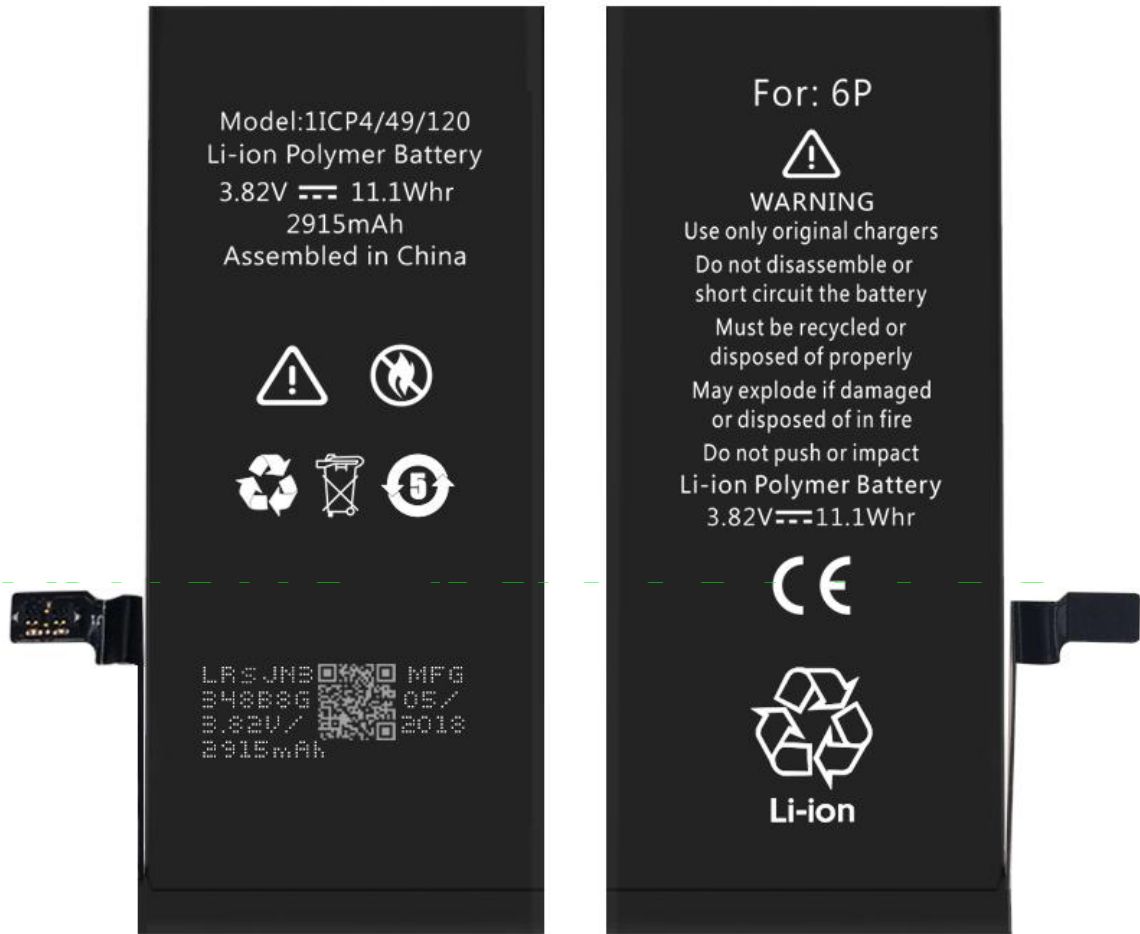 Model:1ICP4/49/120
Li-ion Polymer Battery
3.82V 11.1Whr
2915mAh
Assembled in China
5
LRSJMB MFG
348B8G 05/
3.82V/ 2018
2915mAh
For: 6P
WARNING
Use only original chargers
Do not disassemble or
short circuit the battery
Must be recycled or
disposed of properly
May explode if damaged
or disposed of in fire
Do not push or impact
Li-ion Polymer Battery
3.82V 11.1Whr
CE
Li-ion